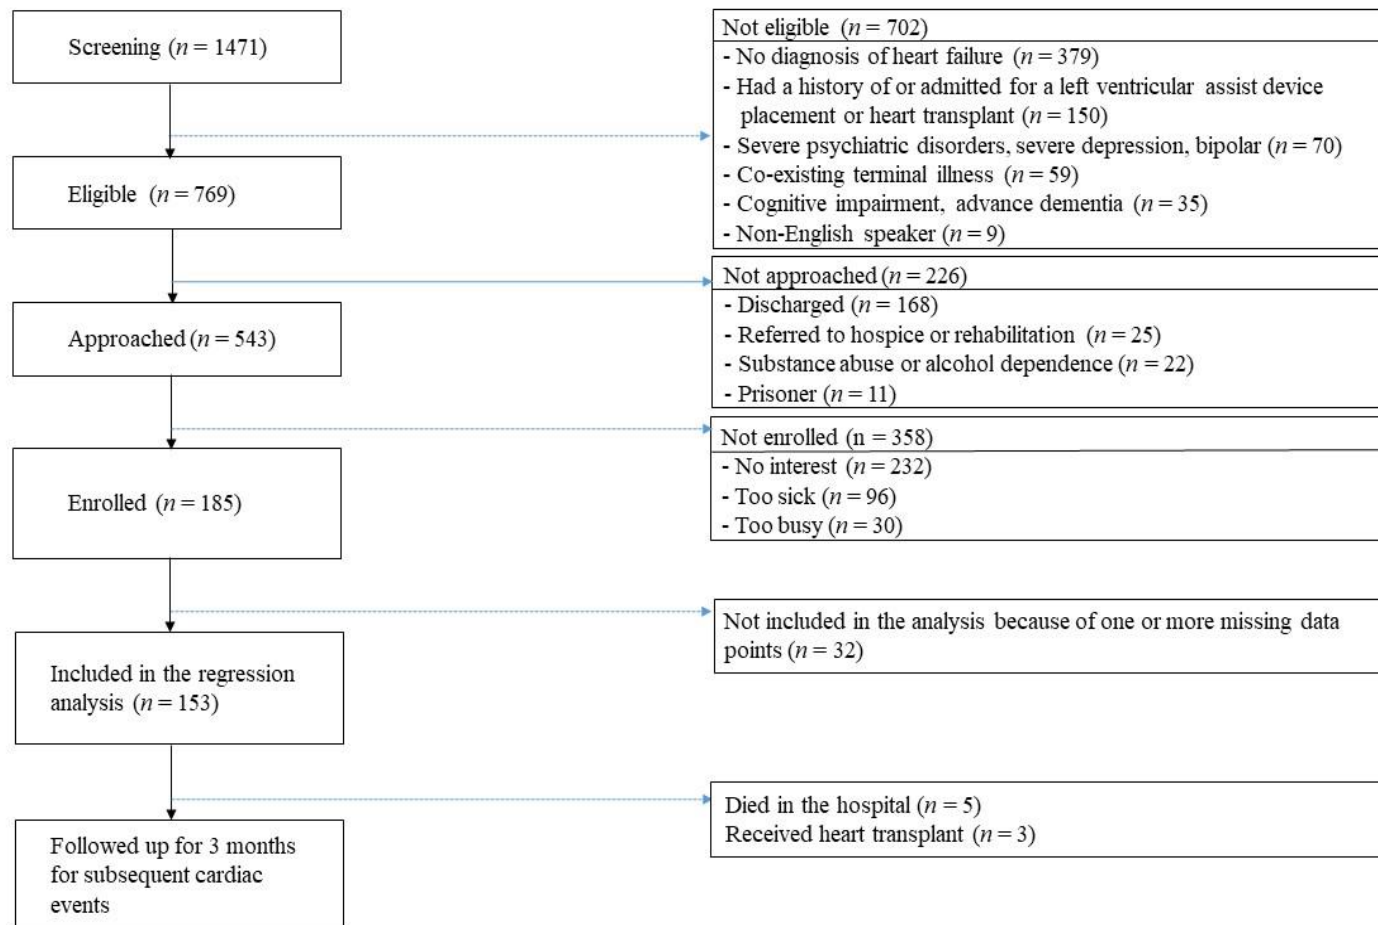 Screening (n = 1471)
Not eligible (n = 702)
- No diagnosis of heart failure (n = 379)
- Had a history of or admitted for a left ventricular assist device
placement or heart transplant (n = 150)
- Severe psychiatric disorders, severe depression, bipolar (n = 70)
- Co-existing terminal illness (n = 59)
- Cognitive impairment, advance dementia (n = 35)
- Non-English speaker (n = 9)
Eligible (n = 769)
Not approached (n = 226)
- Discharged (n = 168)
- Referred to hospice or rehabilitation (n = 25)
- Substance abuse or alcohol dependence (n = 22)
- Prisoner (n = 11)
Approached (n = 543)
Not enrolled (n = 358)
- No interest (n = 232)
- Too sick (n = 96)
- Too busy (n = 30)
Enrolled (n = 185)
Not included in the analysis because of one or more missing data
points (n = 32)
Included in the regression
analysis (n = 153)
Died in the hospital (n = 5)
Received heart transplant (n = 3)
Followed up for 3 months
for subsequent cardiac
events